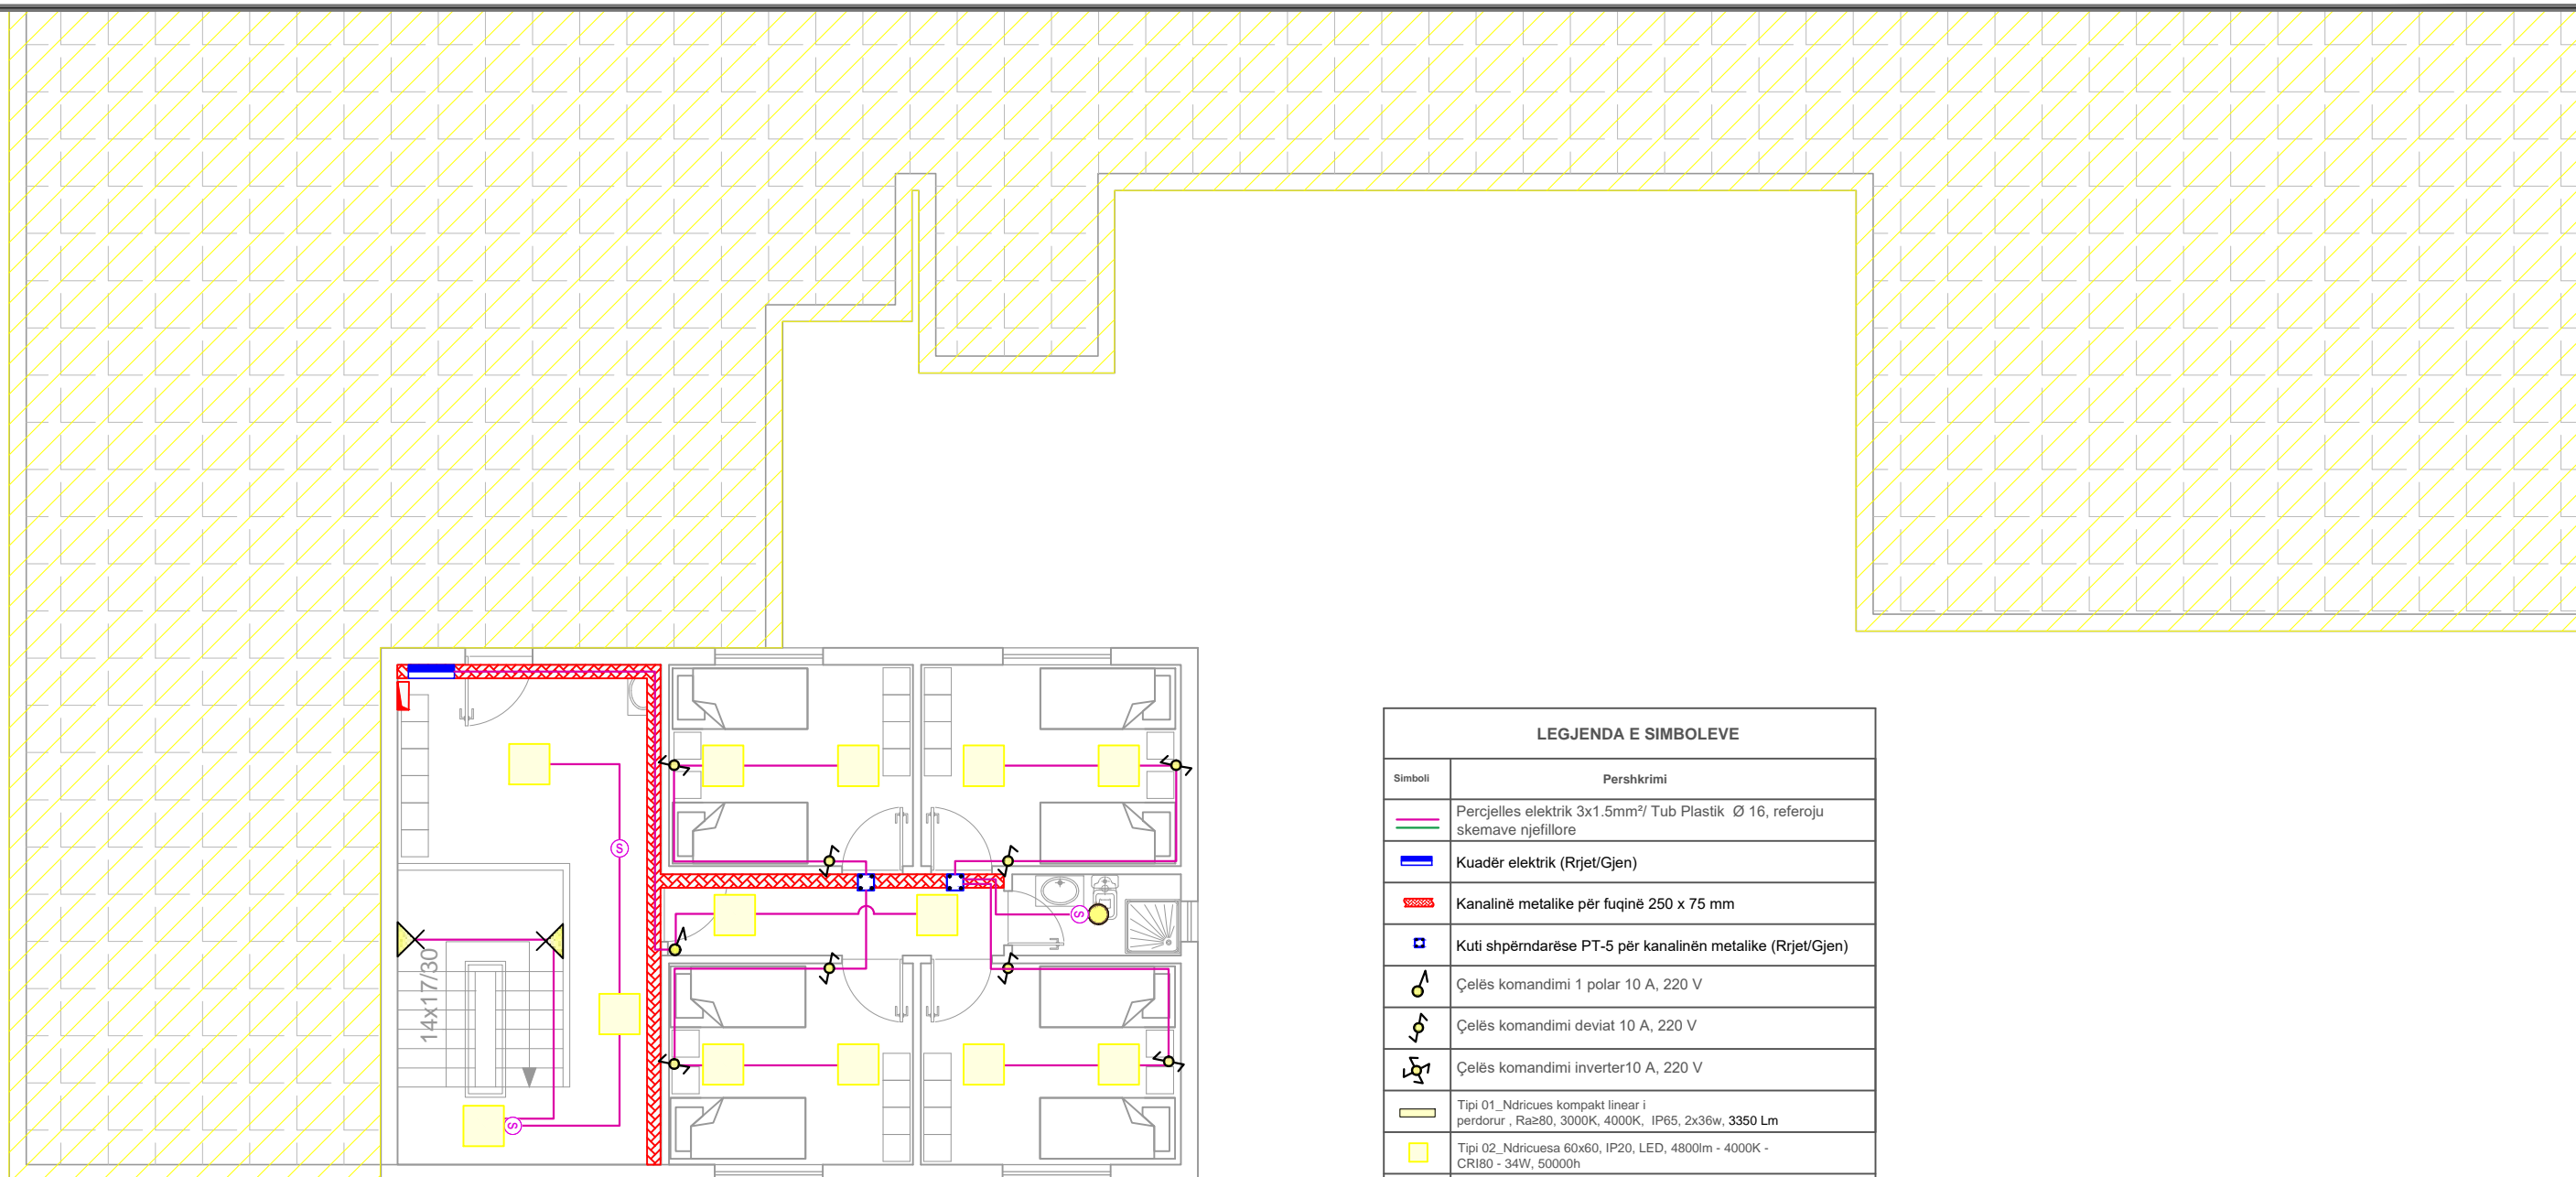 S
14x17/30
S
S
LEGJENDA E SIMBOLEVE
Simboli
Pershkrimi
Percjelles elektrik 3x1.5mm²/ Tub Plastik Ø 16, referoju
skemave njefillore
Kuadër elektrik (Rrjet/Gjen)
Kanalinë metalike për fuqinë 250 x 75 mm
Kuti shpërndarëse PT-5 për kanalinën metalike (Rrjet/Gjen)
Çelës komandimi 1 polar 10 A, 220 V
Çelës komandimi deviat 10 A, 220 V
Çelës komandimi inverter10 A, 220 V
Tipi 01_Ndricues kompakt linear i
perdorur , Ra≥80, 3000K, 4000K, IP65, 2x36w, 3350 Lm
Tipi 02_Ndricuesa 60x60, IP20, LED, 4800lm - 4000K -
CRI80 - 34W, 50000h